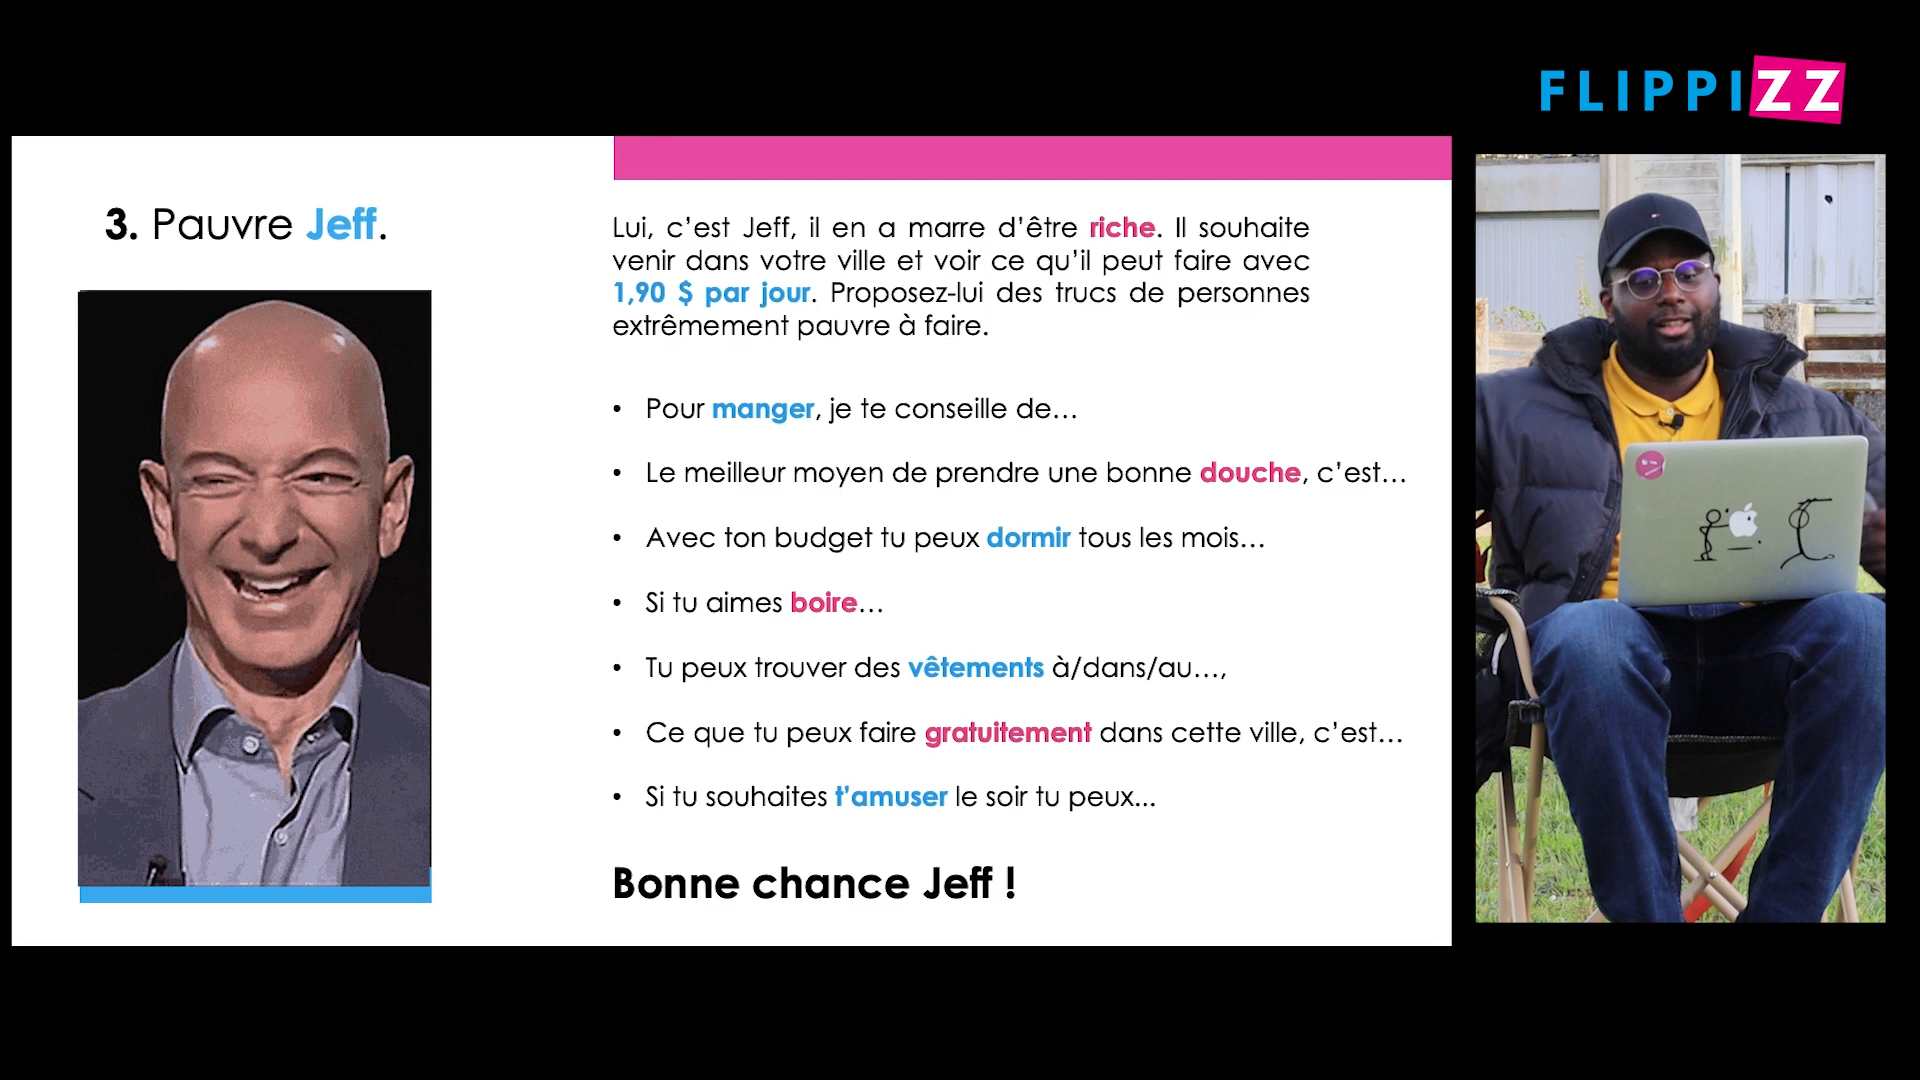 FLIPPIZZ
3. Pauvre Jeff.
Lui, c’est Jeff, il en a marre d’être riche. Il souhaite
venir dans votre ville et voir ce qu’il peut faire avec
1,90 $ par jour. Proposez-lui des trucs de personnes
extrêmement pauvre à faire.
• Pour manger, je te conseille de…
• Le meilleur moyen de prendre une bonne douche, c’est…
• Avec ton budget tu peux dormir tous les mois…
• Si tu aimes boire…
• Tu peux trouver des vêtements à/dans/au…,
• Ce que tu peux faire gratuitement dans cette ville, c’est…
• Si tu souhaites t’amuser le soir tu peux...
Bonne chance Jeff !